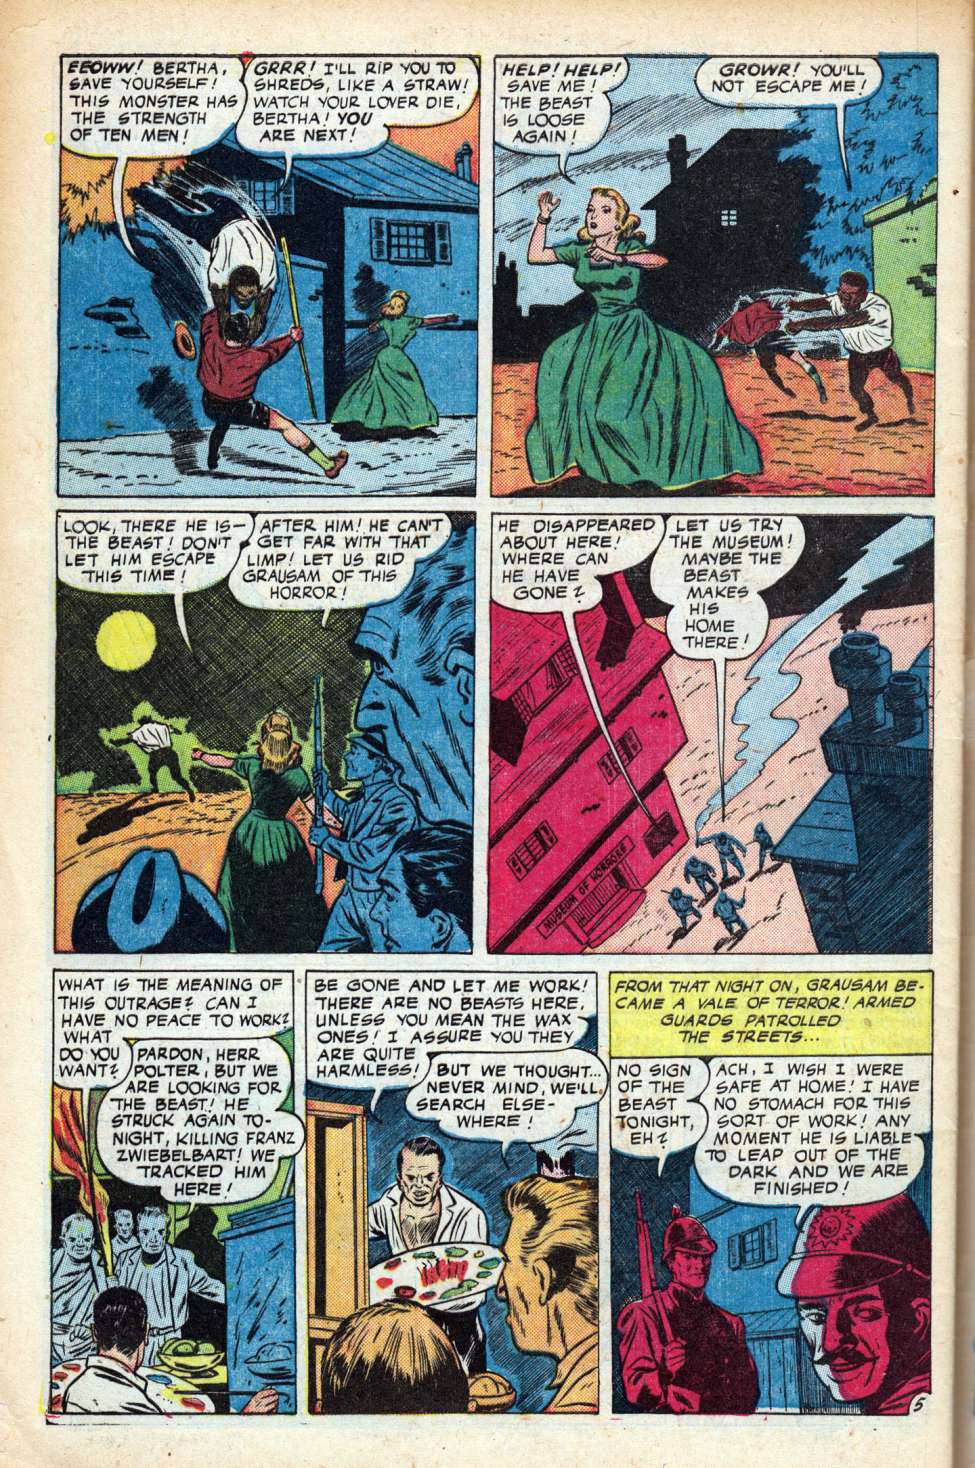 EEOWW! BERTHA,
SAVE YOURSELF!
THIS MONSTER HAS
THE STRENGTH
OF TEN MEN!
GRRR! I'LL RIP YOU TO
SHREDS, LIKE A STRAW!
WATCH YOUR LOVER DIE,
BERTHA! YOU
ARE NEXT!
HELP! HELP!
SAVE ME!
THE BEAST
IS LOOSE
AGAIN!
GROWR! YOU'LL
NOT ESCAPE ME!
LOOK, THERE HE IS—
THE BEAST! DON'T
LET HIM ESCAPE
THIS TIME!
AFTER HIM! HE CAN'T
GET FAR WITH THAT
LIMP! LET US RID
GRAUSAM OF THIS
HORROR!
HE DISAPPEARED
ABOUT HERE!
WHERE CAN
HE HAVE
GONE?
LET US TRY
THE MUSEUM!
MAYBE THE
BEAST
MAKES
HIS
HOME
THERE!
MUSEUM OF HORRORS
WHAT IS THE MEANING OF
THIS OUTRAGE? CAN I
HAVE NO PEACE TO WORK?
WHAT
DO YOU
WANT?
PARDON, HERR
POLTER, BUT WE
ARE LOOKING FOR
THE BEAST! HE
STRUCK AGAIN TO-
NIGHT, KILLING FRANZ
ZWIEBELBART! WE
TRACKED HIM
HERE!
BE GONE AND LET ME WORK!
THERE ARE NO BEASTS HERE,
UNLESS YOU MEAN THE WAX
ONES! I ASSURE YOU THEY
ARE QUITE
HARMLESS!
BUT WE THOUGHT...
NEVER MIND, WE'LL
SEARCH ELSE-
WHERE!
FROM THAT NIGHT ON, GRAUSAM BE-
CAME A VALE OF TERROR! ARMED
GUARDS PATROLLED
THE STREETS...
NO SIGN
OF THE
BEAST
TONIGHT,
EH?
ACH, I WISH I WERE
SAFE AT HOME! I HAVE
NO STOMACH FOR THIS
SORT OF WORK! ANY
MOMENT HE IS LIABLE
TO LEAP OUT OF THE
DARK AND WE ARE
FINISHED!
5